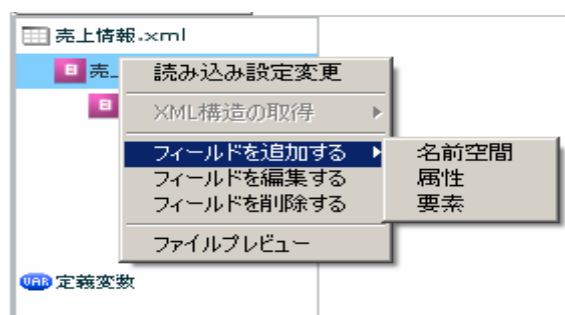 売上情報.xml
売
読み込み設定変更
XML構造の取得
フィールドを追加する
名前空間
フィールドを編集する
属性
フィールドを削除する
要素
ファイルプレビュー
VAR 定義変数